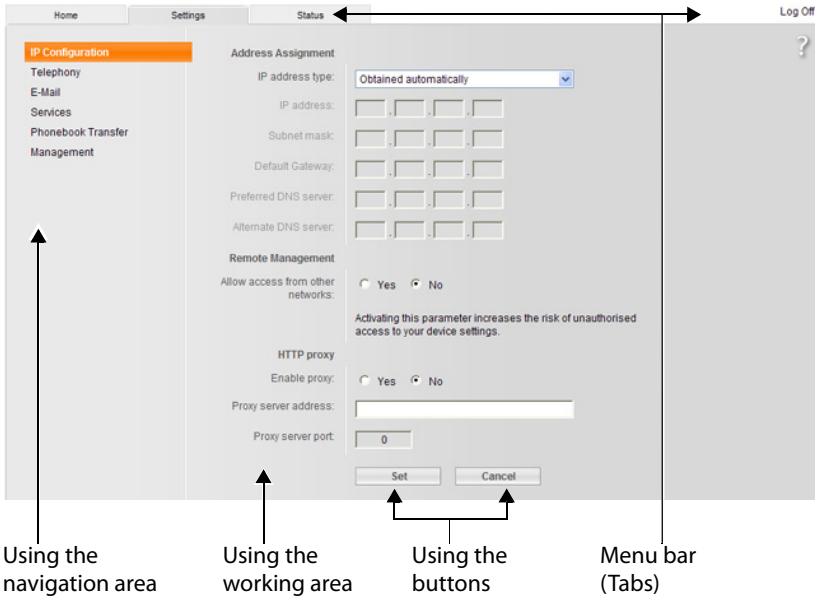 Home Settings Status Log Off
?
IP Configuration
Telephony
E-Mail
Services
Phonebook Transfer
Management
Address Assignment
IP address type: Obtained automatically
IP address: . . .
Subnet mask: . . .
Default Gateway: . . .
Preferred DNS server: . . .
Alternate DNS server: . . .
Remote Management
Allow access from other
networks: Yes No
Activating this parameter increases the risk of unauthorised
access to your device settings.
HTTP proxy
Enable proxy: Yes No
Proxy server address:
Proxy server port: 0
Set Cancel
Using the
navigation area
Using the
working area
Using the
buttons
Menu bar
(Tabs)